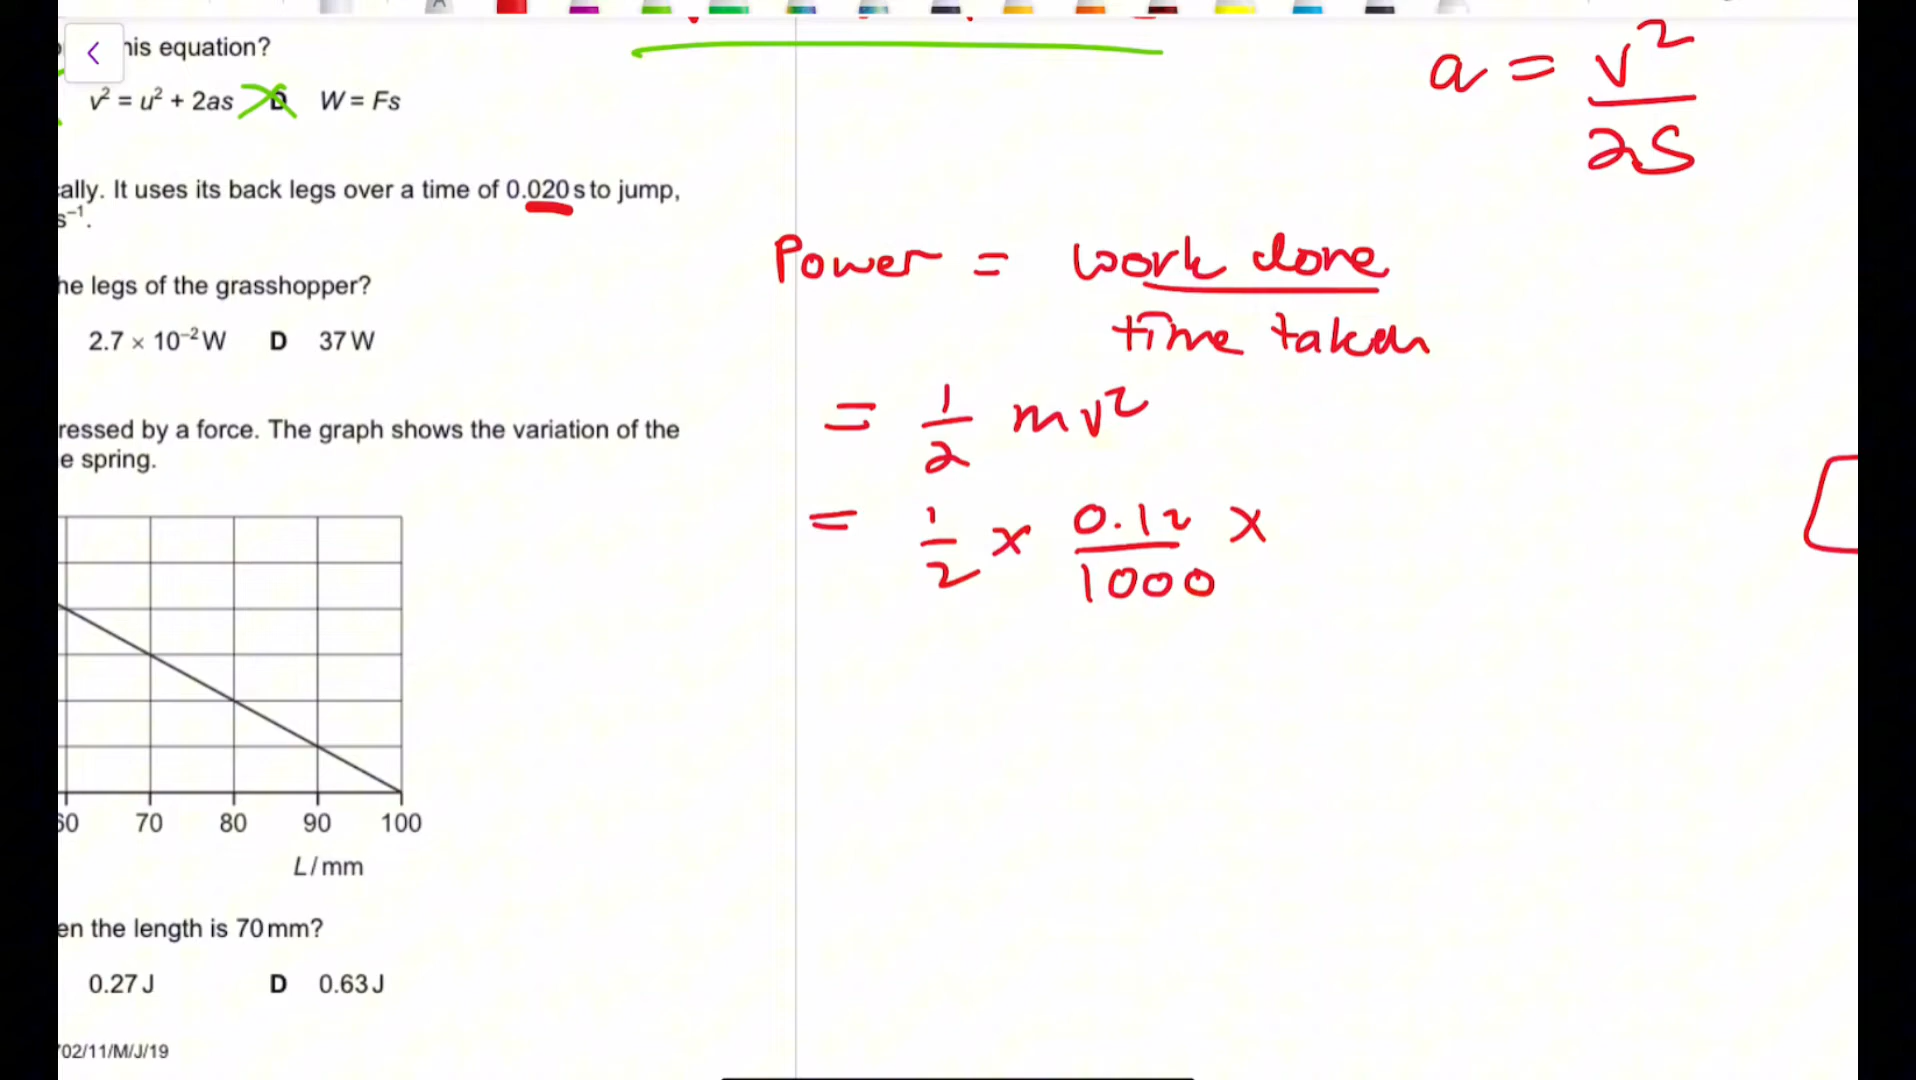 his equation?
v² = u² + 2as D W = Fs
ally. It uses its back legs over a time of 0.020 s to jump,
s⁻¹.
he legs of the grasshopper?
2.7 × 10⁻² W D 37 W
ressed by a force. The graph shows the variation of the
e spring.
60 70 80 90 100
L / mm
en the length is 70 mm?
0.27 J D 0.63 J
02/11/M/J/19
a = v²
2s
Power = work done
time taken
= 1/2 mv²
= 1/2 × 0.12 ×
1000